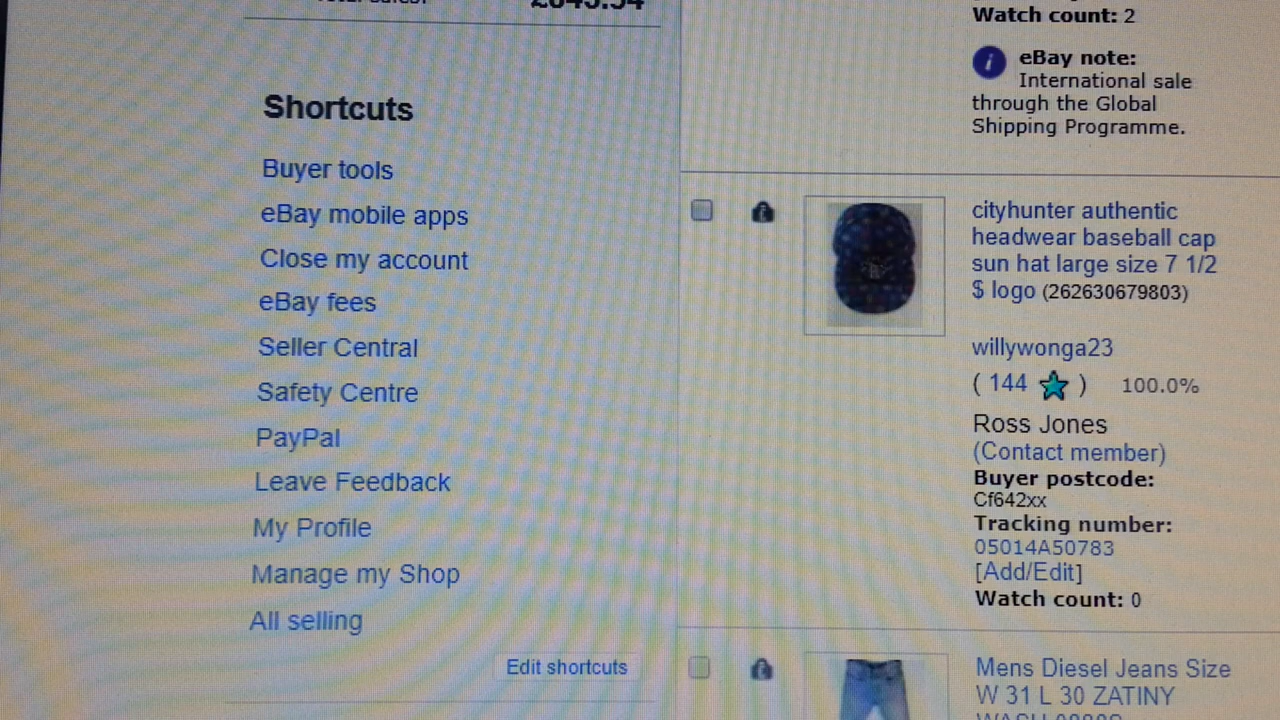 Shortcuts
Buyer tools
eBay mobile apps
Close my account
eBay fees
Seller Central
Safety Centre
PayPal
Leave Feedback
My Profile
Manage my Shop
All selling
Edit shortcuts
Watch count: 2
i
eBay note:
International sale
through the Global
Shipping Programme.
cityhunter authentic
headwear baseball cap
sun hat large size 7 1/2
$ logo (262630679803)
willywonga23
( 144 ) 100.0%
Ross Jones
(Contact member)
Buyer postcode:
Cf642xx
Tracking number:
05014A50783
[Add/Edit]
Watch count: 0
Mens Diesel Jeans Size
W 31 L 30 ZATINY